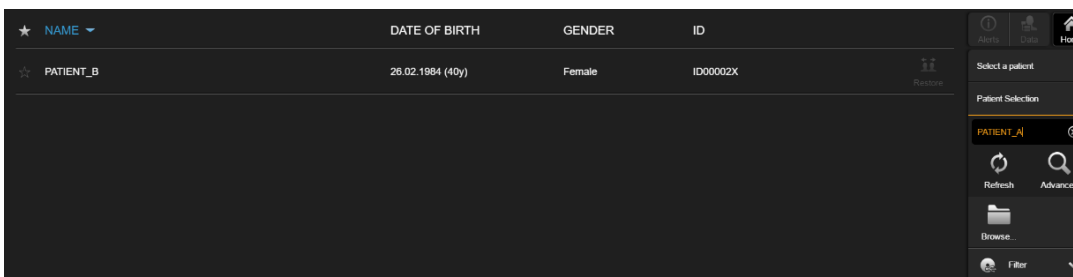 NAME DATE OF BIRTH GENDER ID
PATIENT_B 26.02.1984 (40y) Female ID00002X
Restore
Alerts Data
Select a patient
Patient Selection
PATIENT_A
Refresh
Browse...
Filter